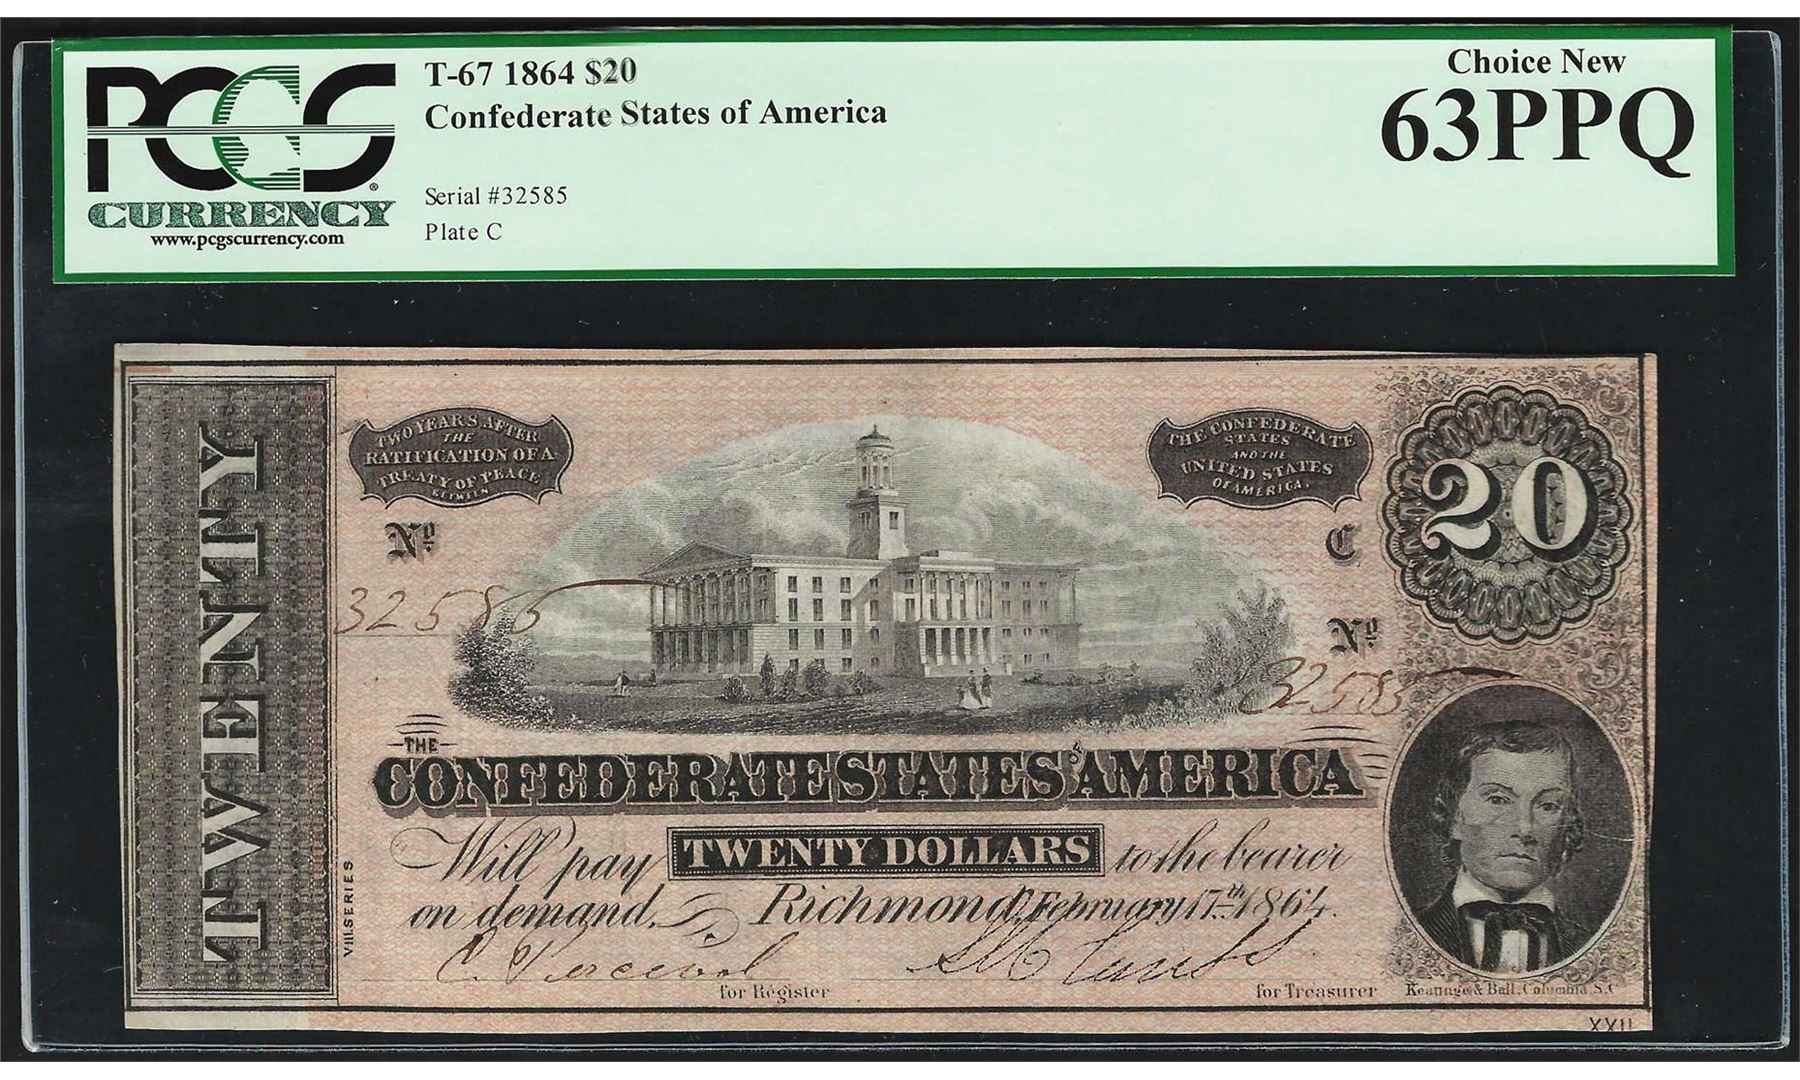 PCGS®
CURRENCY
www.pcgscurrency.com
T-67 1864 $20
Confederate States of America
Serial #32585
Plate C
Choice New
63PPQ
TWENTY
TWO YEARS AFTER
THE
RATIFICATION OF A
TREATY OF PEACE
BETWEEN
THE CONFEDERATE
STATES
AND THE
UNITED STATES
OF AMERICA.
20
No
C
32585
No
32585
THE
CONFEDERATE STATES OF AMERICA
Will pay TWENTY DOLLARS to the bearer
on demand. Richmond, February 17th 1864.
VIII. SERIES
for Register
for Treasurer
Keatinge & Ball, Columbia, S.C
XXII